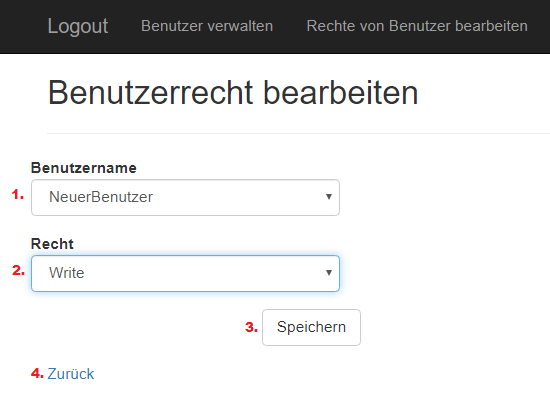 Logout Benutzer verwalten Rechte von Benutzer bearbeiten
Benutzerrecht bearbeiten
Benutzername
1. NeuerBenutzer
Recht
2. Write
3. Speichern
4. Zurück